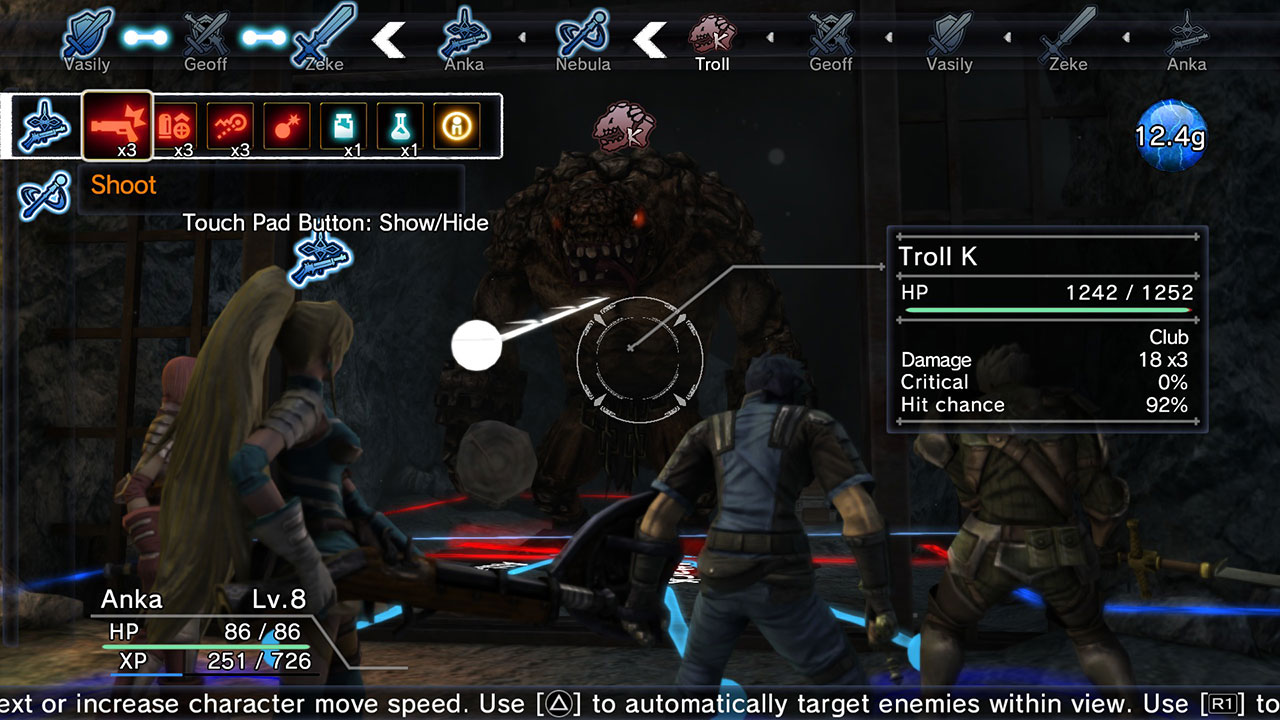 Vasily Geoff Zeke Anka Nebula Troll Geoff Vasily Zeke Anka
K
x3 x3 x3 x1 x1
K
12.4g
Shoot
Touch Pad Button: Show/Hide
Troll K
HP 1242 / 1252
Club
Damage 18 x3
Critical 0%
Hit chance 92%
Anka Lv.8
HP 86 / 86
XP 251 / 726
ext or increase character move speed. Use [△] to automatically target enemies within view. Use [R1] to